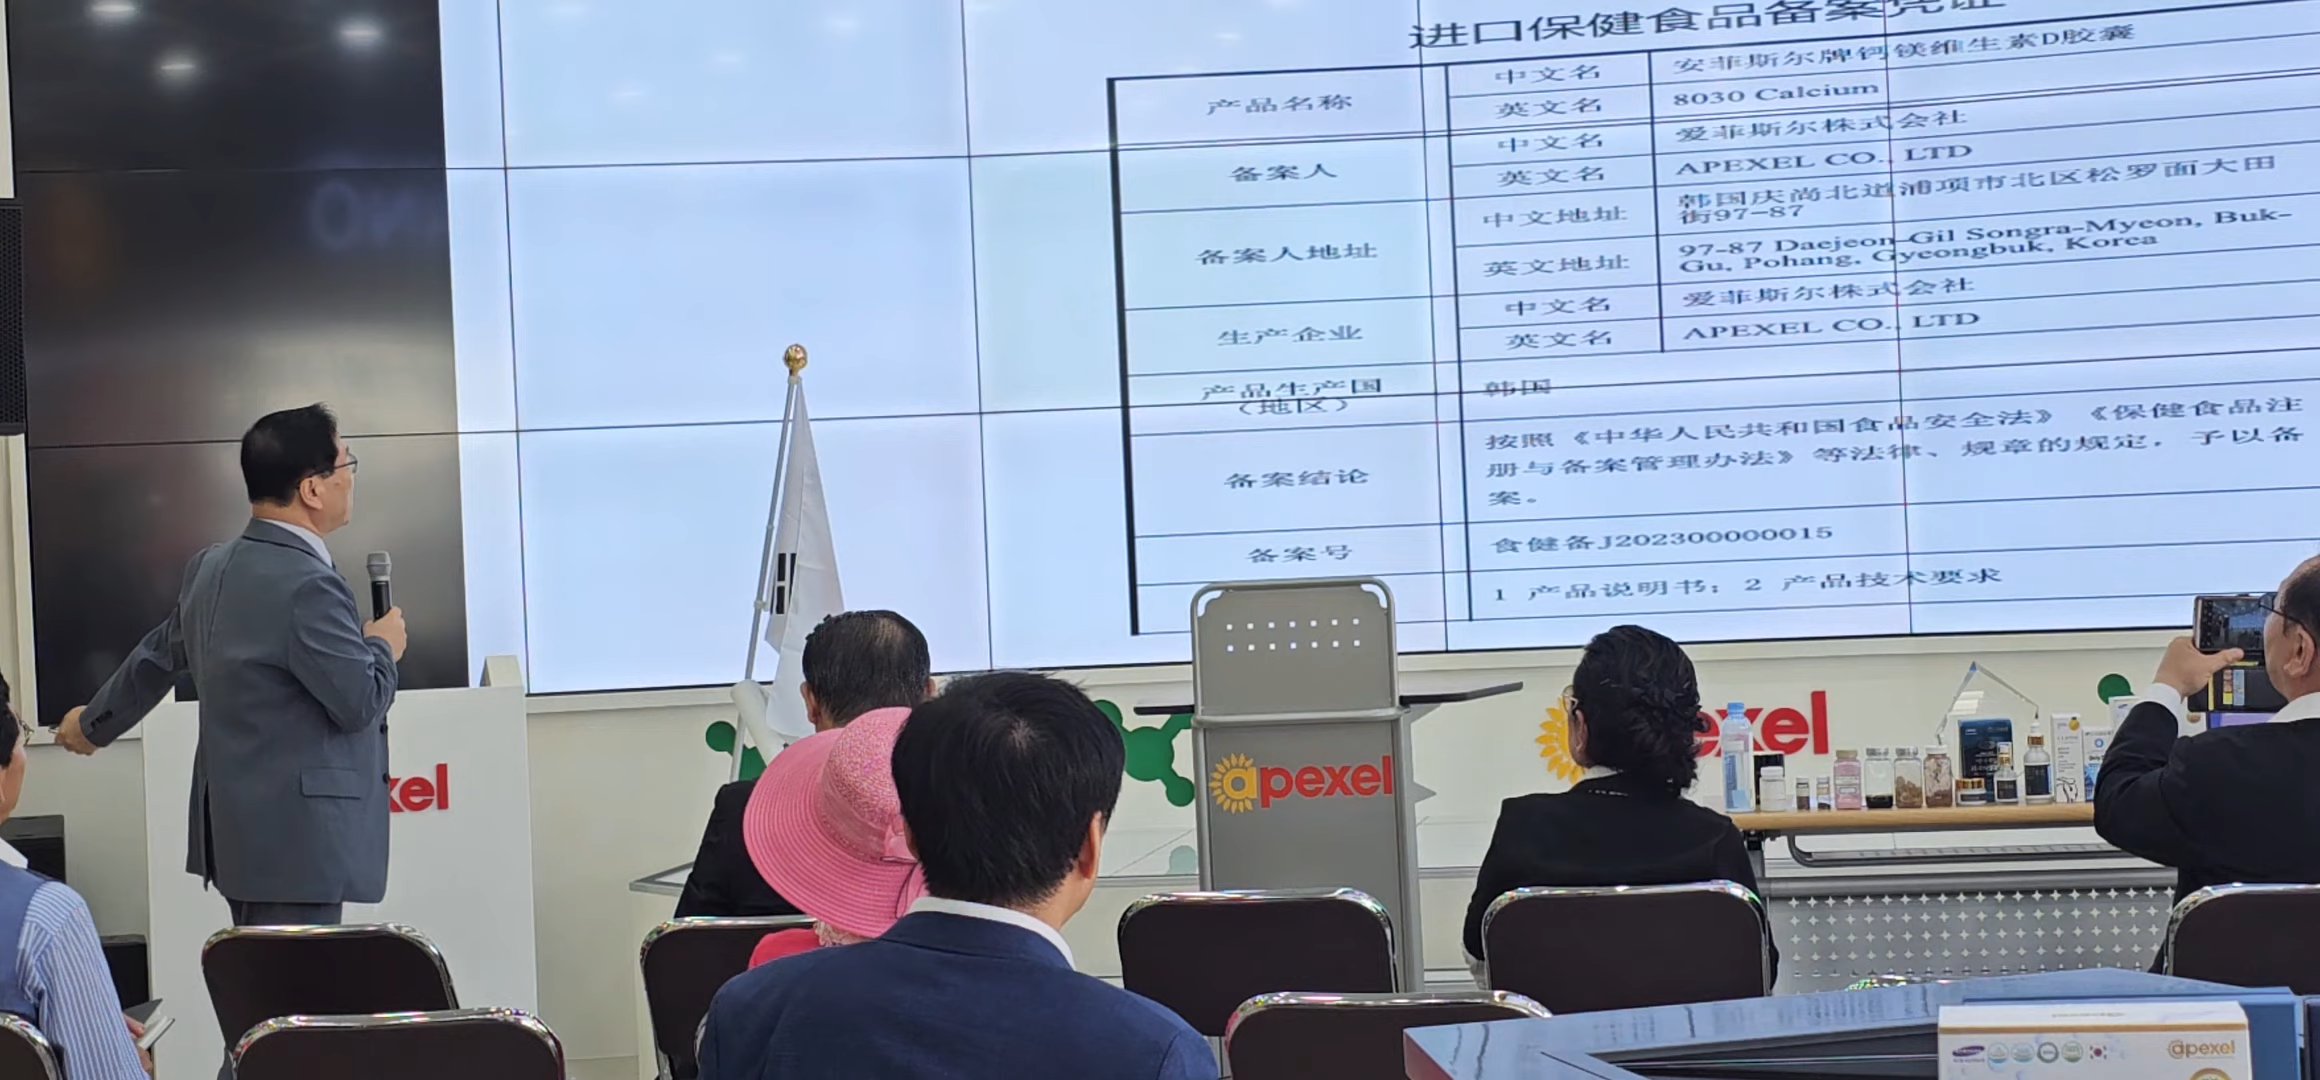 进口保健食品备案凭证
产品名称
中文名
安菲斯尔牌钙镁维生素D胶囊
英文名
8030 Calcium
备案人
中文名
爱菲斯尔株式会社
英文名
APEXEL CO., LTD
备案人地址
中文地址
韩国庆尚北道浦项市北区松罗面大田
街97-87
英文地址
97-87 Daejeon-Gil Songra-Myeon, Buk-
Gu, Pohang, Gyeongbuk, Korea
生产企业
中文名
爱菲斯尔株式会社
英文名
APEXEL CO., LTD
产品生产国
（地区）
韩国
备案结论
按照《中华人民共和国食品安全法》《保健食品注
册与备案管理办法》等法律、规章的规定，予以备
案。
备案号
食健备J202300000015
1 产品说明书；2 产品技术要求
xel
apexel
exel
apexel